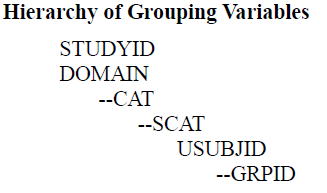 Hierarchy of Grouping Variables
STUDYID
DOMAIN
--CAT
--SCAT
USUBJID
--GRPID